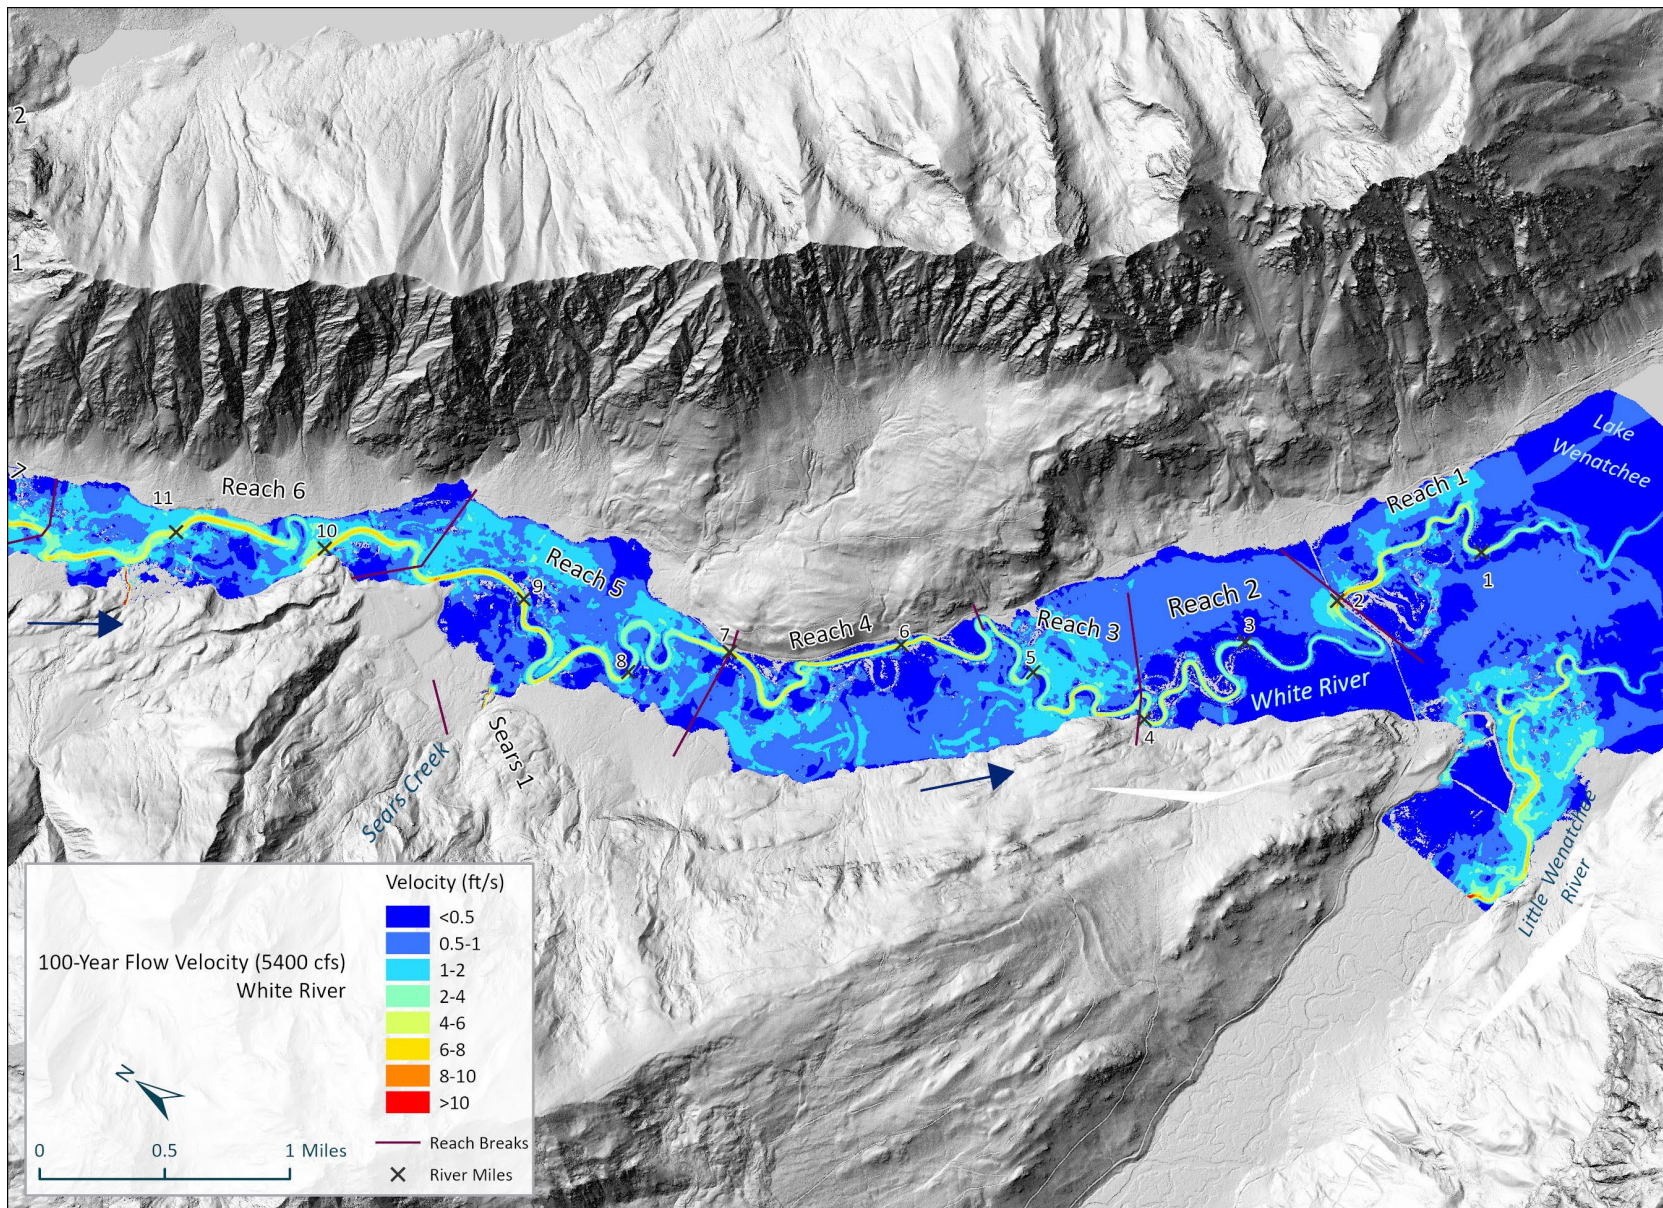 2
1
7
11
Reach 6
10
9
Reach 5
8
7
Reach 4
6
5
Reach 3
4
Reach 2
3
White River
2
Reach 1
1
Lake
Wenatchee
Sears 1
Sears Creek
Little Wenatchee
River
100-Year Flow Velocity (5400 cfs)
White River
Velocity (ft/s)
<0.5
0.5-1
1-2
2-4
4-6
6-8
8-10
>10
Reach Breaks
River Miles
N
0
0.5
1 Miles